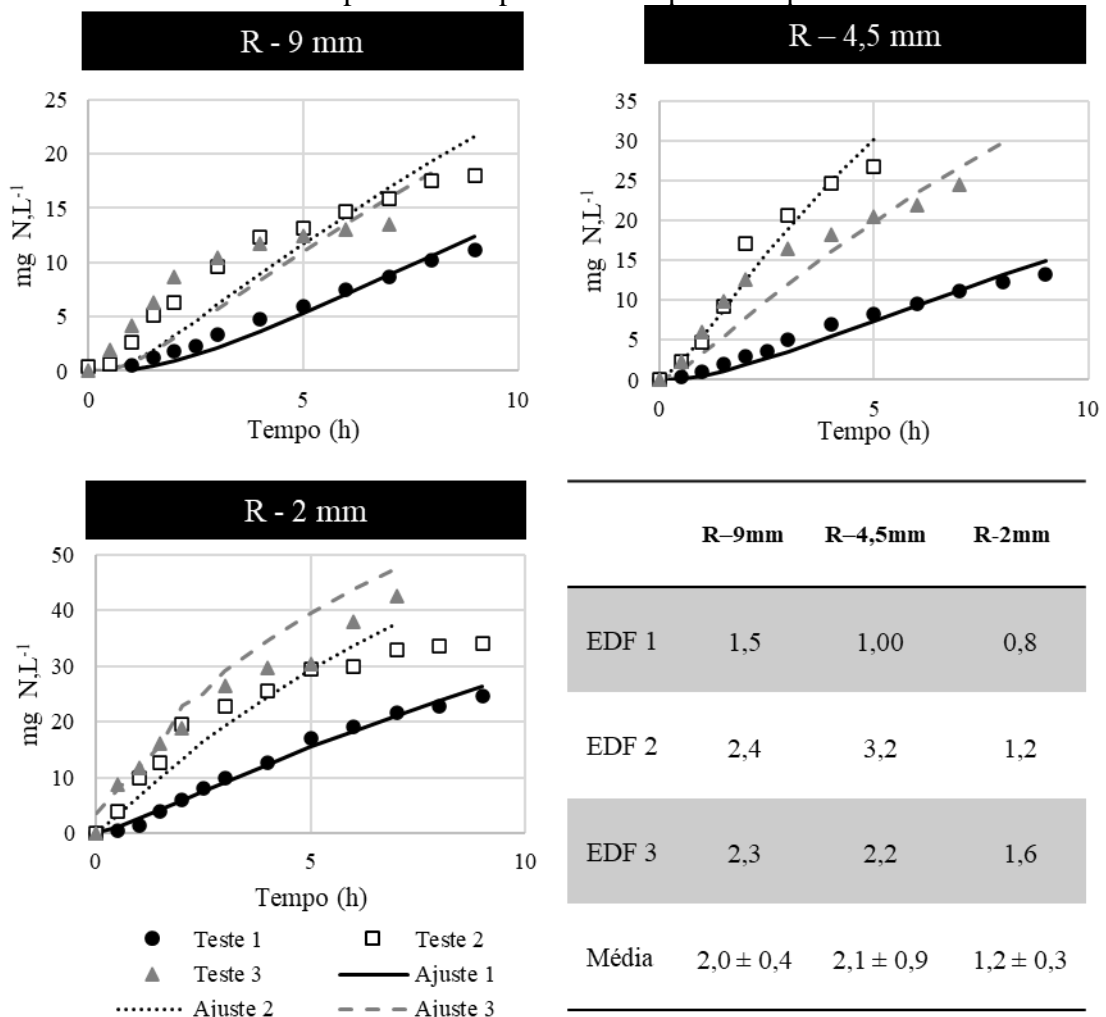 R - 9 mm
25
20
15
10
5
0
mg N,L-1
0 5 10
Tempo (h)
R – 4,5 mm
35
30
25
20
15
10
5
0
mg N,L-1
0 5 10
Tempo (h)
R - 2 mm
50
40
30
20
10
0
mg N,L-1
0 5 10
Tempo (h)
Teste 1 Teste 2
Teste 3 Ajuste 1
Ajuste 2 Ajuste 3
R–9mm R–4,5mm R-2mm
EDF 1 1,5 1,00 0,8
EDF 2 2,4 3,2 1,2
EDF 3 2,3 2,2 1,6
Média 2,0 ± 0,4 2,1 ± 0,9 1,2 ± 0,3